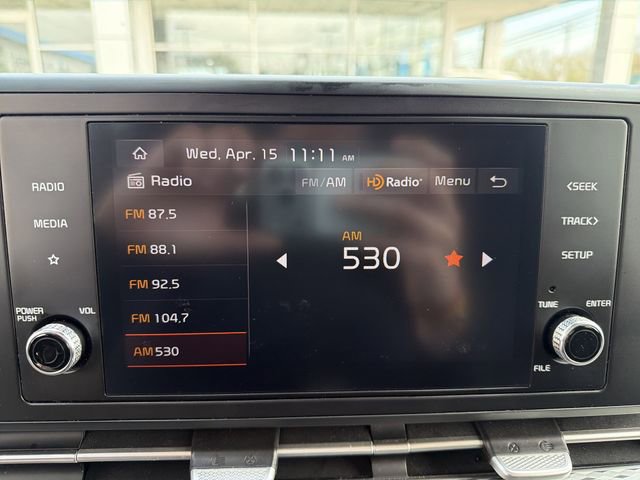 Wed, Apr. 15 11:11 AM
Radio FM/AM HD Radio® Menu
FM 87.5
FM 88.1
FM 92.5
FM 104.7
AM 530
AM
530
RADIO
MEDIA
POWER PUSH VOL
<SEEK
TRACK>
SETUP
TUNE ENTER
FILE